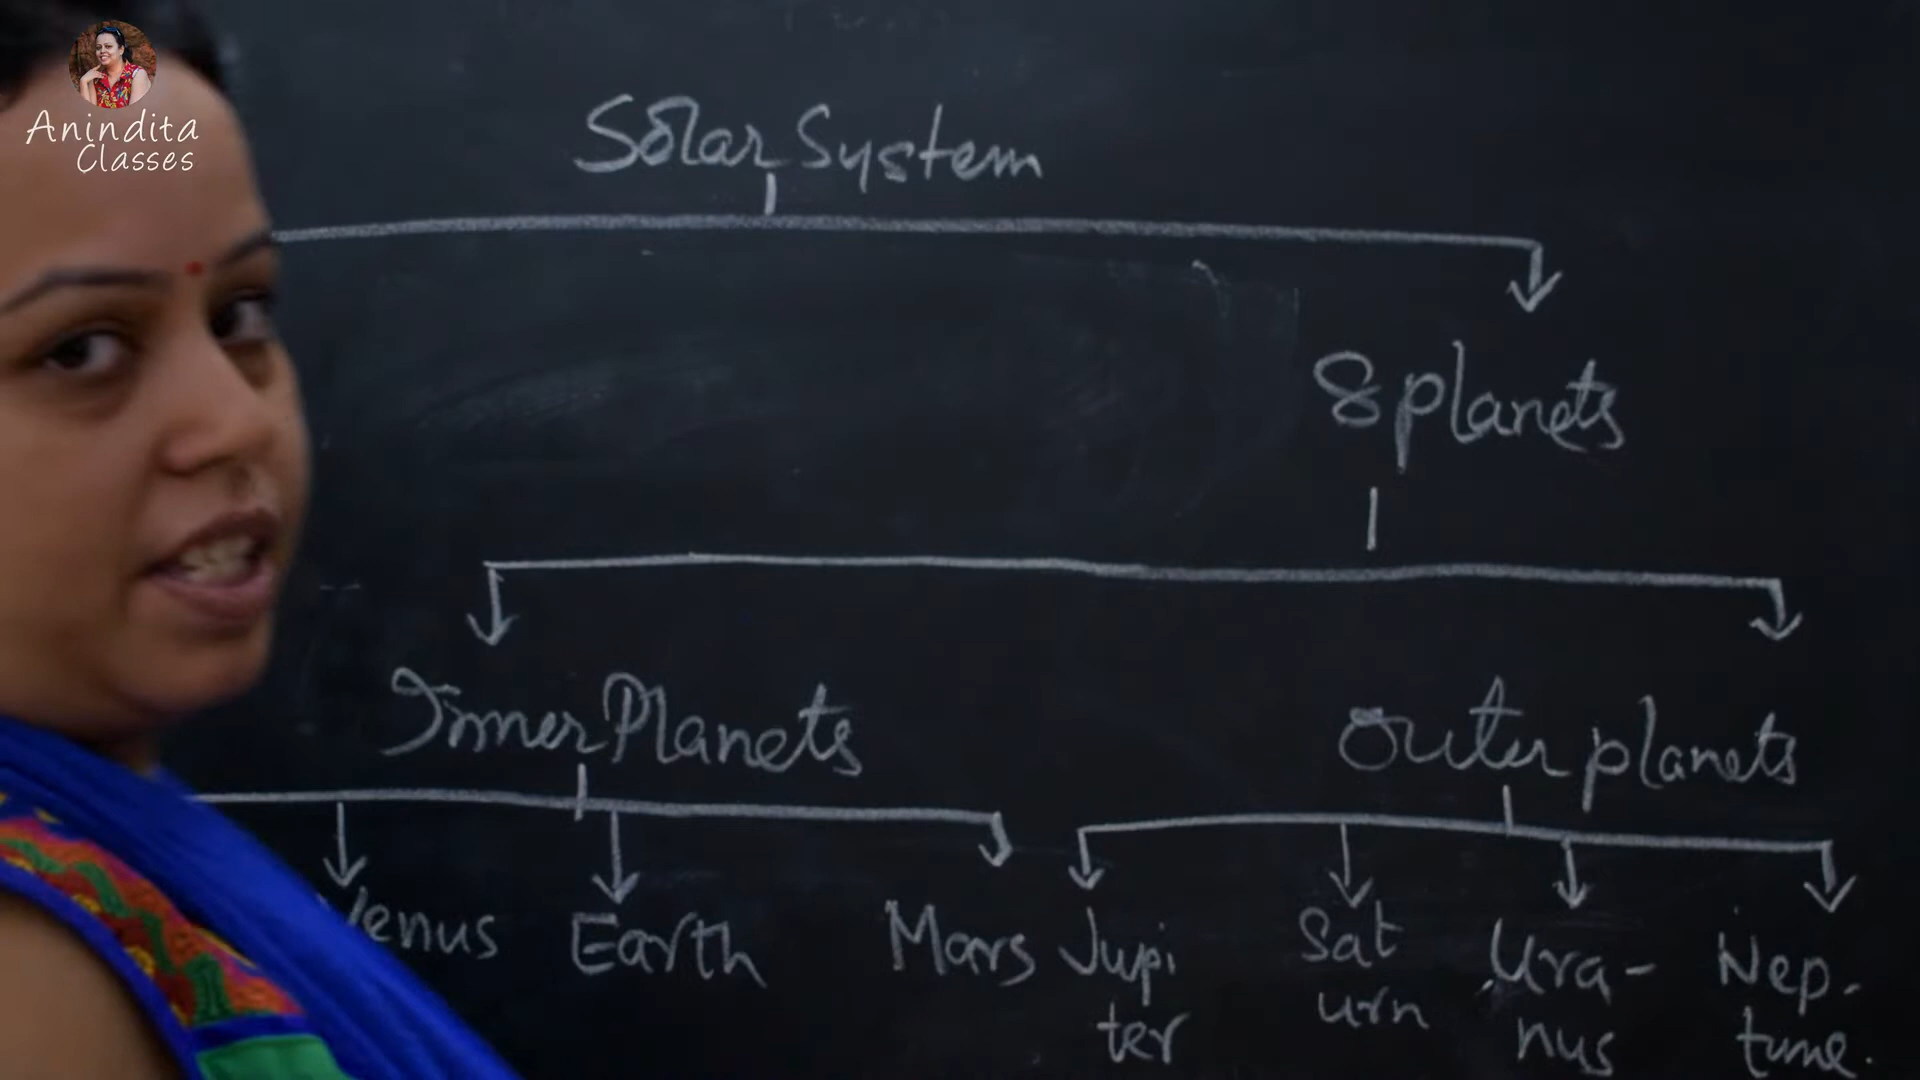 Anindita
Classes
Solar System
8 planets
Inner Planets
Outer planets
Venus Earth Mars Jupi Sat Ura- Nep-
ter urn nus tune.